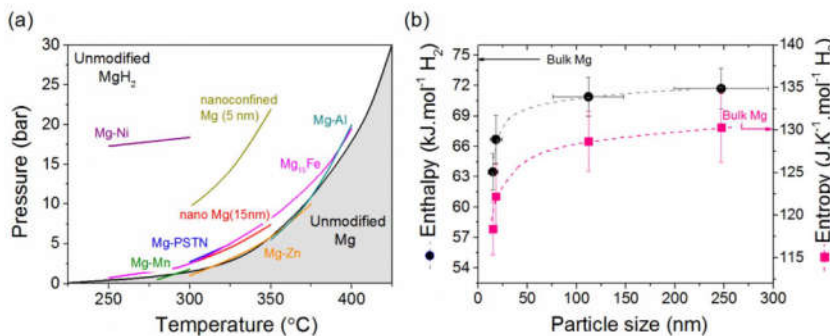 (a)
30
25
20
15
10
5
0
Pressure (bar)
Unmodified
MgH2
Mg-Ni
nanoconfined
Mg (5 nm)
Mg-Al
Mg15Fe
nano Mg(15nm)
Mg-PSTN
Mg-Mn
Mg-Zn
Unmodified
Mg
250 300 350 400
Temperature (°C)
(b)
75
72
69
66
63
60
57
54
Enthalpy (kJ.mol-1 H2)
Bulk Mg
Bulk Mg
140
135
130
125
120
115
Entropy (J.K-1mol-1 H2)
0 50 100 150 200 250 300
Particle size (nm)